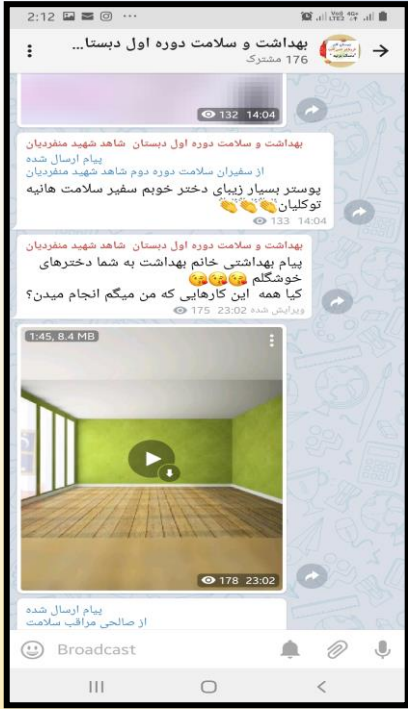 2:12
بهداشت و سلامت دوره اول دبستا...
176 مشترک
132 14:04
بهداشت و سلامت دوره اول دبستان شاهد شهید منفردیان
پیام ارسال شده
از سفیران سلامت دوره دوم شاهد شهید منفردیان
پوستر بسیار زیبای دختر خوبم سفیر سلامت هانیه
توکلیان👏👏👏
133 14:04
بهداشت و سلامت دوره اول دبستان شاهد شهید منفردیان
پیام بهداشتی خانم بهداشت به شما دخترهای
خوشگلم😘😘😘
کیا همه این کارهایی که من میگم انجام میدن؟
175 ویرایش شده 23:02
1:45, 8.4 MB
178 23:02
پیام ارسال شده
از صالحی مراقب سلامت
Broadcast